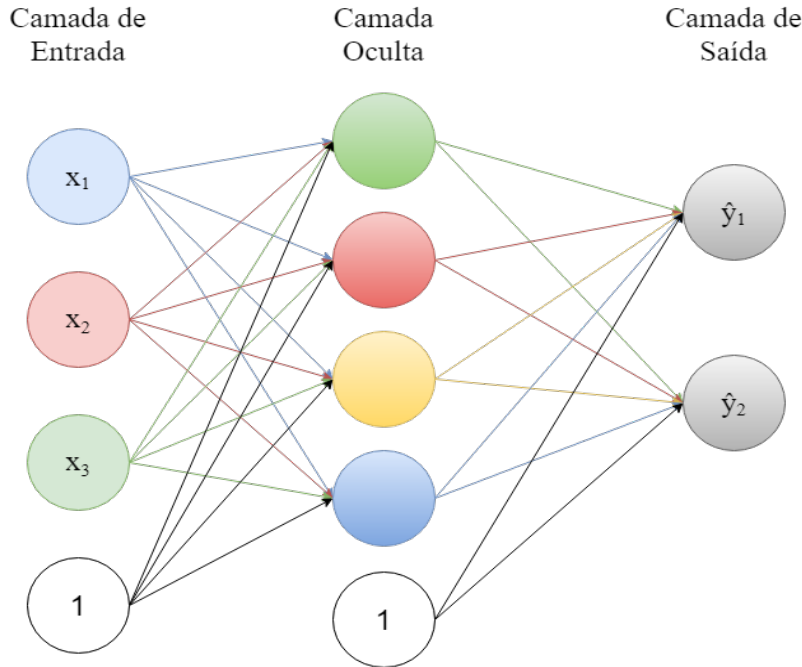 Camada de
Entrada
Camada
Oculta
Camada de
Saída
x₁
x₂
x₃
1
1
ŷ₁
ŷ₂